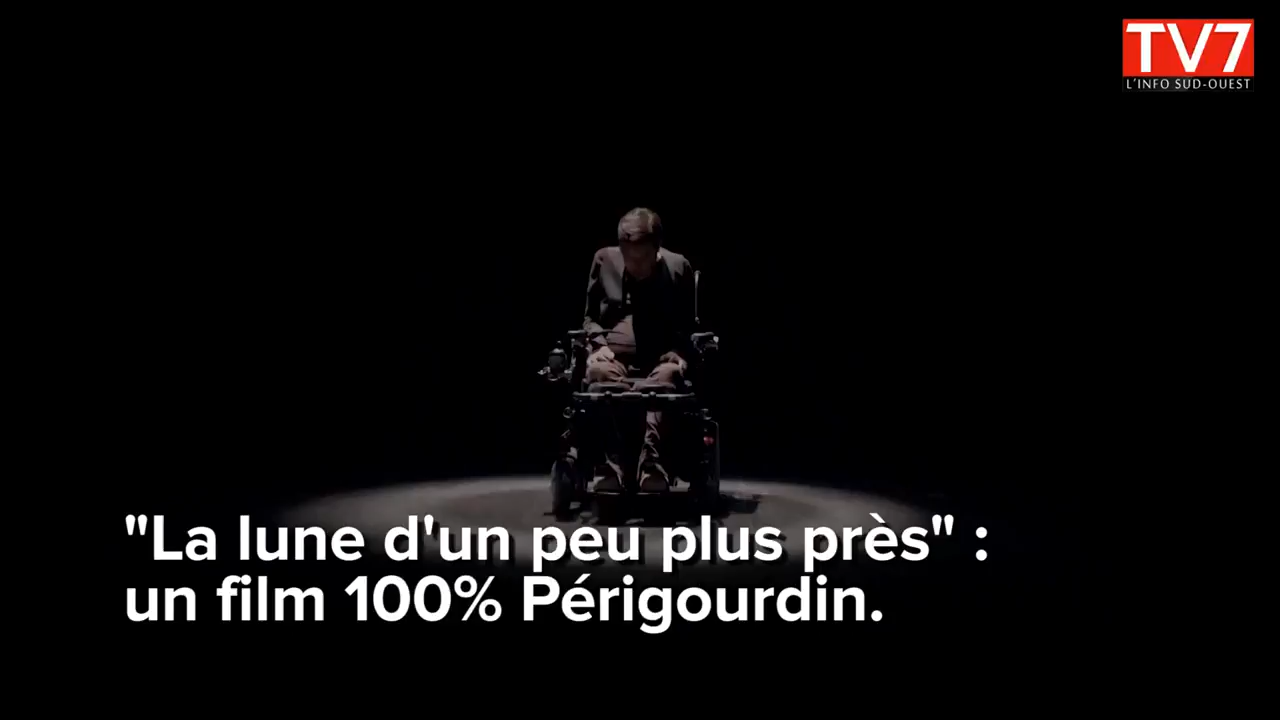 TV7
L'INFO SUD-OUEST
"La lune d'un peu plus près" :
un film 100% Périgourdin.